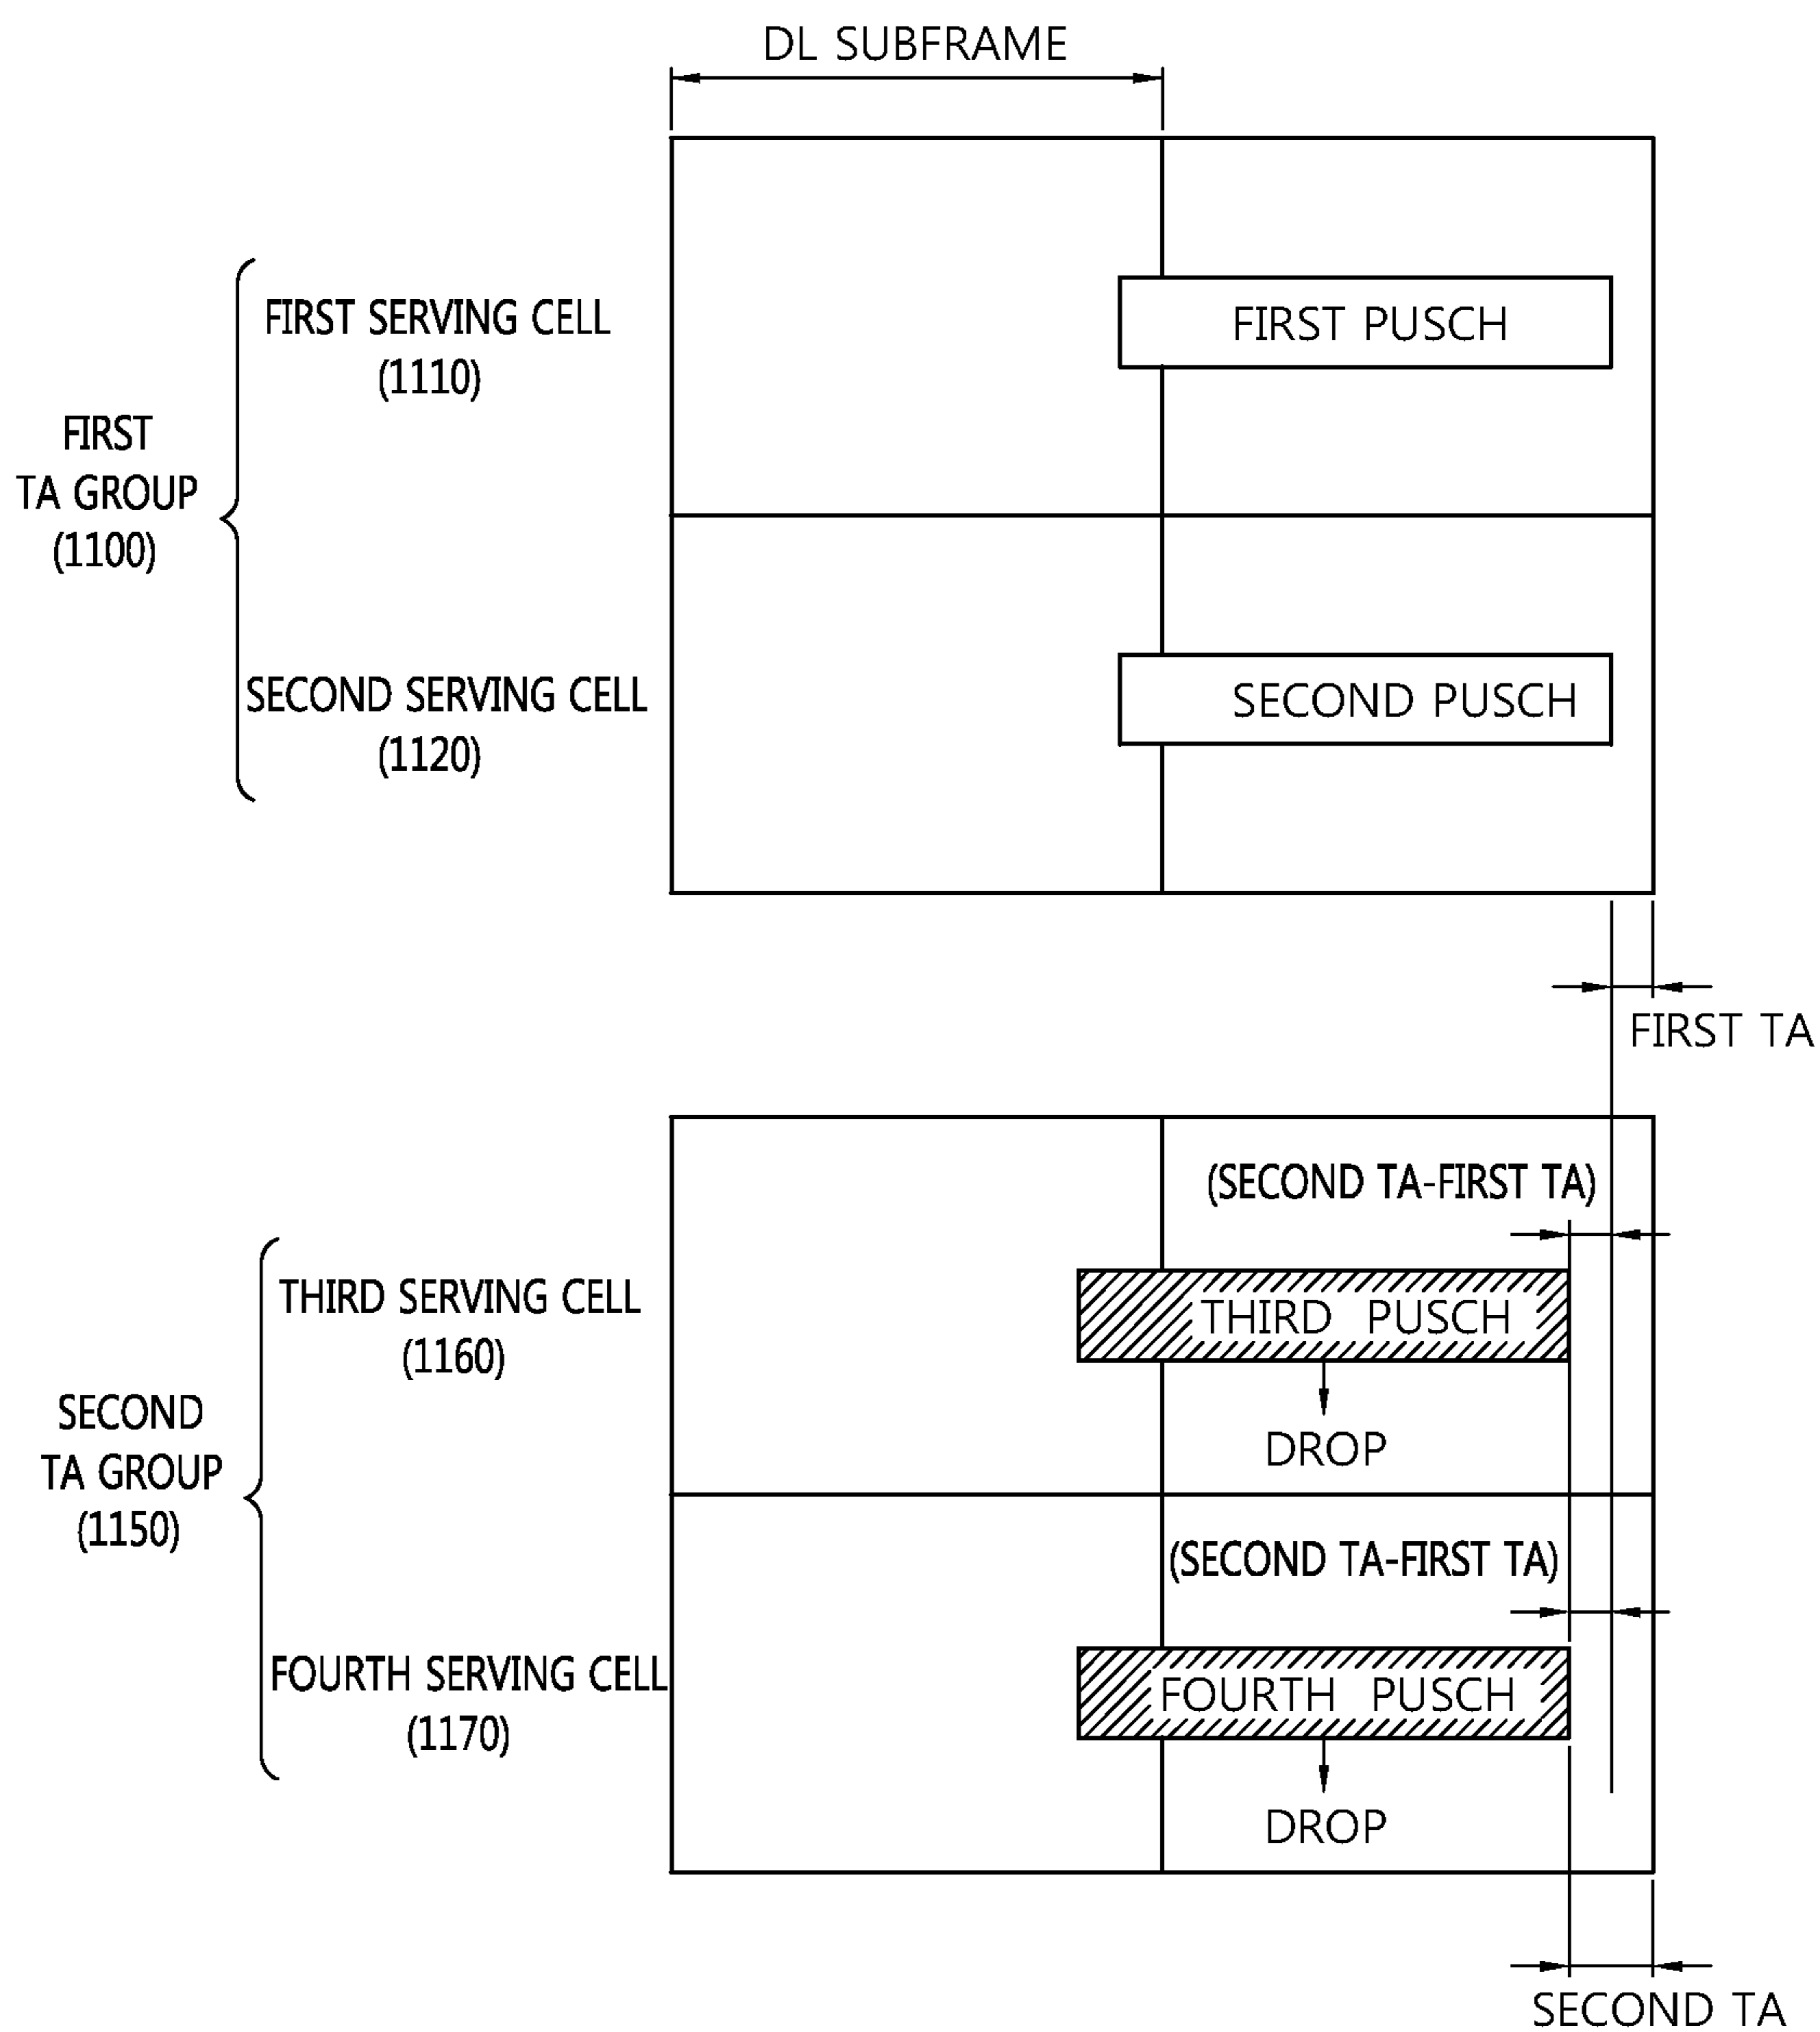 DL SUBFRAME
FIRST SERVING CELL
(1110)
FIRST PUSCH
FIRST
TA GROUP
(1100)
SECOND SERVING CELL
(1120)
SECOND PUSCH
FIRST TA
(SECOND TA-FIRST TA)
THIRD SERVING CELL
(1160)
THIRD PUSCH
DROP
SECOND
TA GROUP
(1150)
(SECOND TA-FIRST TA)
FOURTH SERVING CELL
(1170)
FOURTH PUSCH
DROP
SECOND TA